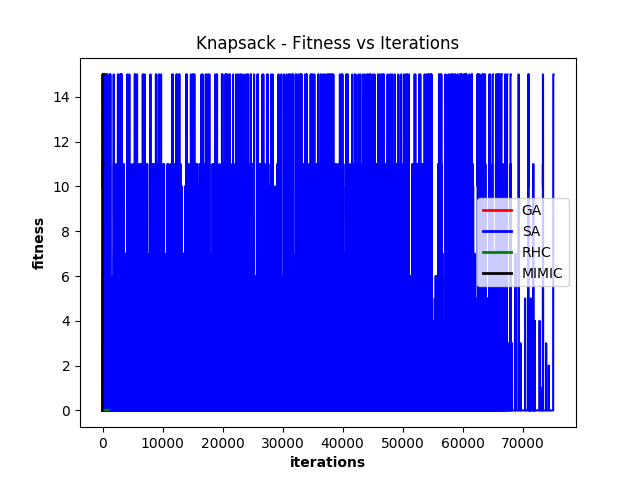 Knapsack - Fitness vs Iterations
14
12
10
8
6
4
2
0
fitness
GA
SA
RHC
MIMIC
0 10000 20000 30000 40000 50000 60000 70000
iterations